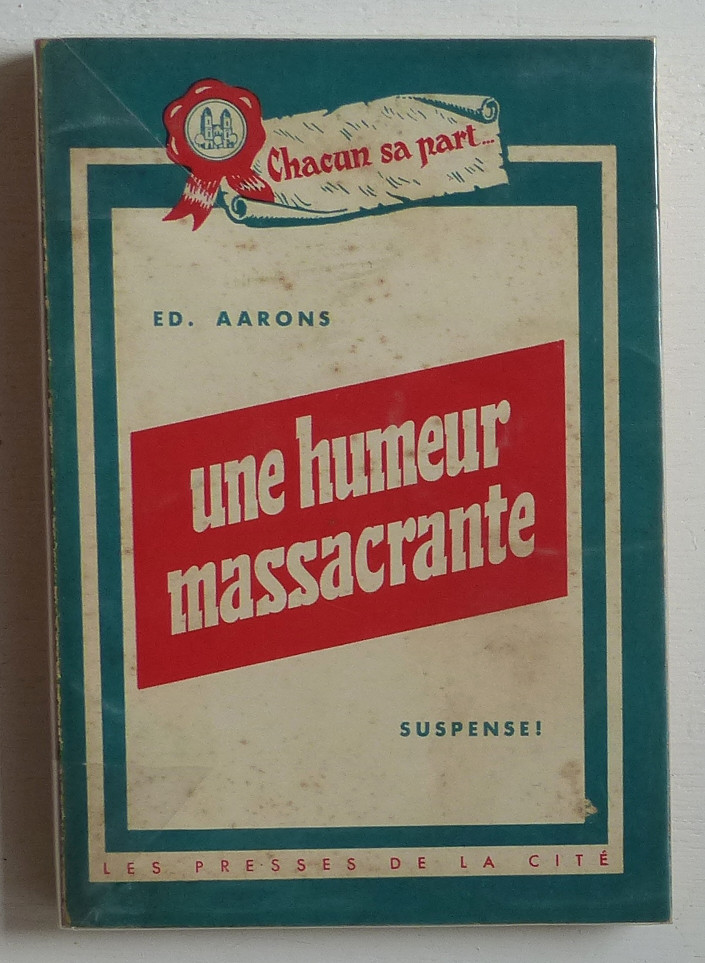 Chacun sa part...
ED. AARONS
une humeur
massacrante
SUSPENSE!
LES PRESSES DE LA CITÉ